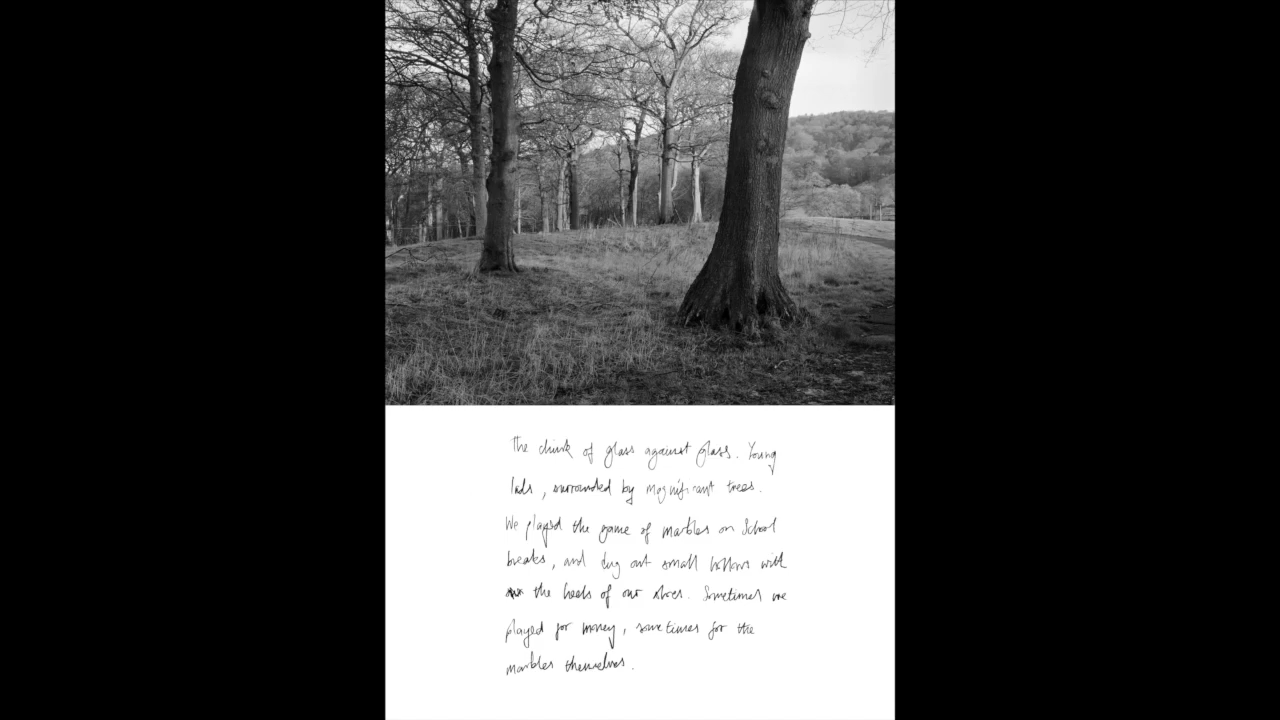 The chink of glass against glass. Young
lads, surrounded by magnificant trees.
We played the game of marbles on School
breaks, and dug out small hollows with
the heels of our shoes. Sometimes we
played for money, sometimes for the
marbles themselves.